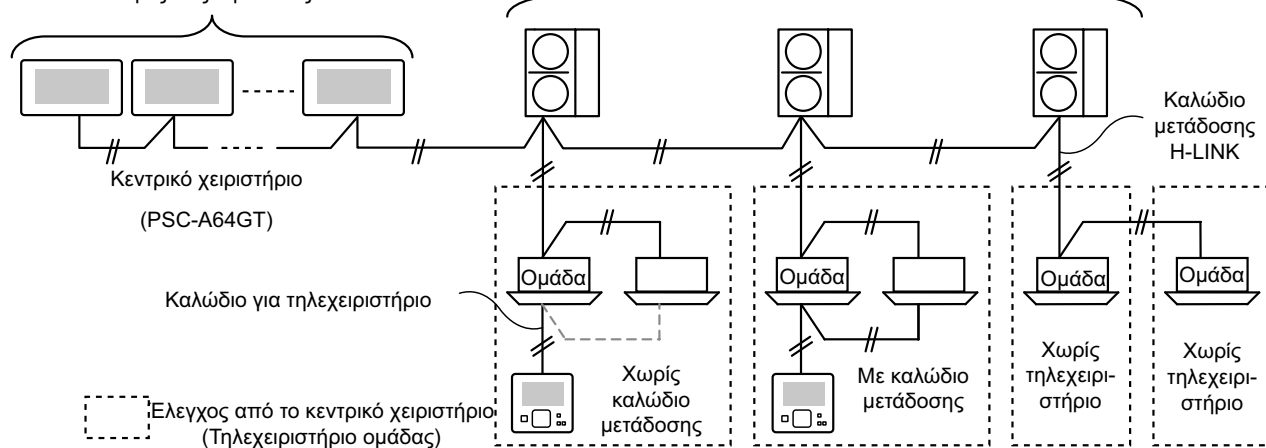 Κεντρικό χειριστήριο
(PSC-A64GT)
Καλώδιο
μετάδοσης
H-LINK
Ομάδα
Ομάδα
Ομάδα
Ομάδα
Καλώδιο για τηλεχειριστήριο
Χωρίς
καλώδιο
μετάδοσης
Με καλώδιο
μετάδοσης
Χωρίς
τηλεχειρι-
στήριο
Χωρίς
τηλεχειρι-
στήριο
Έλεγχος από το κεντρικό χειριστήριο
(Τηλεχειριστήριο ομάδας)